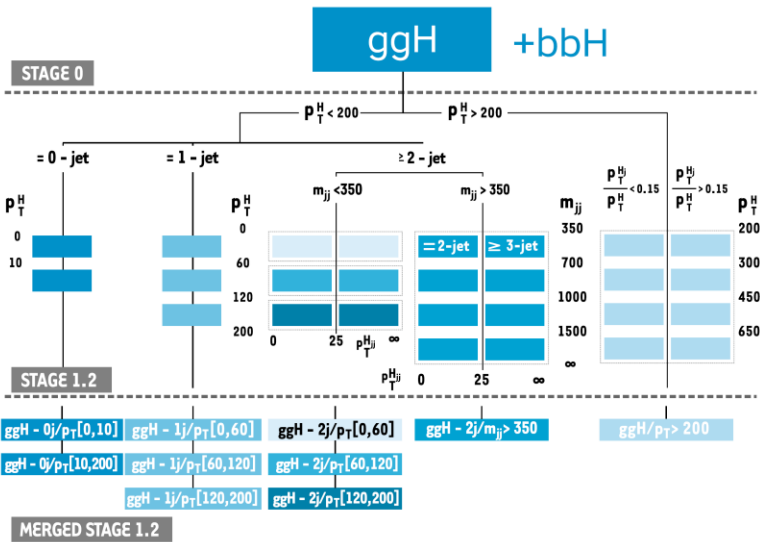 ggH +bbH
STAGE 0
p_T^H < 200 p_T^H > 200
= 0 - jet = 1 - jet ≥ 2 - jet
m_jj <350 m_jj > 350
p_T^Hj / p_T^H < 0.15 p_T^Hj / p_T^H > 0.15
p_T^H p_T^H m_jj p_T^H
0 0 =2-jet ≥ 3-jet 350 200
10 60 700 300
120 1000 450
200 1500 650
∞
0 25 p_T^Hjj ∞
p_T^Hjj 0 25 ∞
STAGE 1.2
ggH - 0j/p_T[0,10] ggH - 1j/p_T[0,60] ggH - 2j/p_T[0,60] ggH - 2j/m_jj> 350 ggH/p_T> 200
ggH - 0j/p_T[10,200] ggH - 1j/p_T[60,120] ggH - 2j/p_T[60,120]
ggH - 1j/p_T[120,200] ggH - 2j/p_T[120,200]
MERGED STAGE 1.2